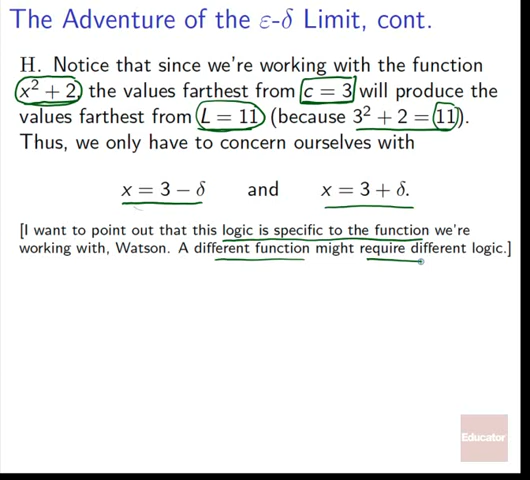 The Adventure of the ε-δ Limit, cont.
H. Notice that since we're working with the function
x² + 2, the values farthest from c = 3 will produce the
values farthest from L = 11 (because 3² + 2 = 11).
Thus, we only have to concern ourselves with
x = 3 − δ and x = 3 + δ.
[I want to point out that this logic is specific to the function we're
working with, Watson. A different function might require different logic.]
Educator